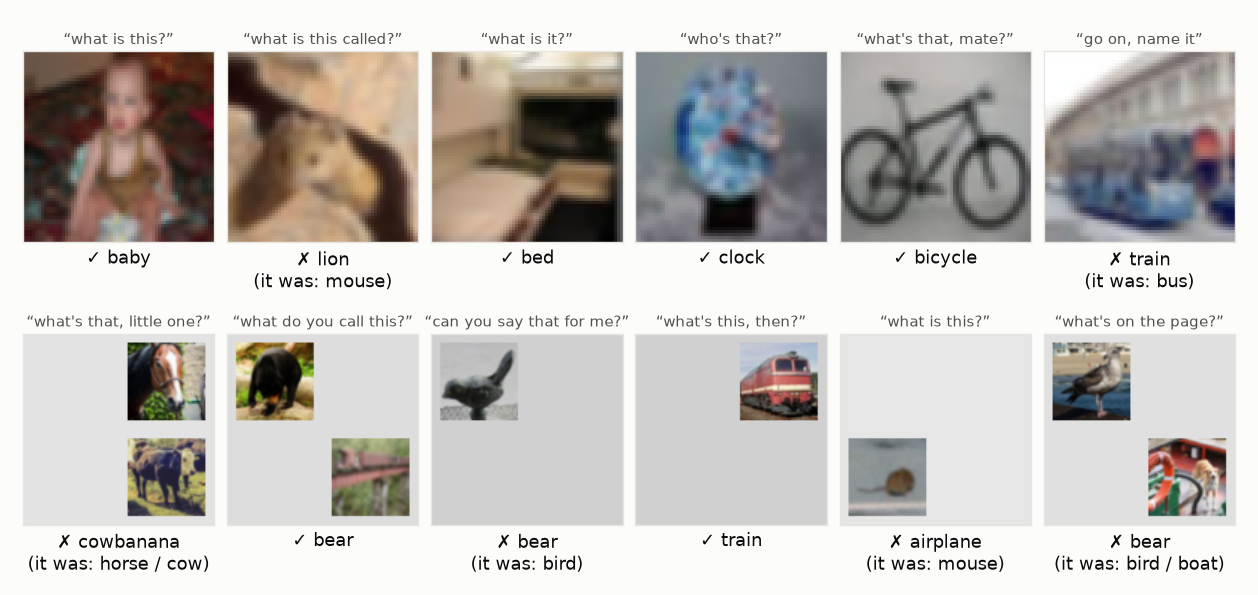 “what is this?” “what is this called?” “what is it?” “who's that?” “what's that, mate?” “go on, name it”
✓ baby ✗ lion ✓ bed ✓ clock ✓ bicycle ✗ train
(it was: mouse) (it was: bus)
“what's that, little one?” “what do you call this?” “can you say that for me?” “what's this, then?” “what is this?” “what's on the page?”
✗ cowbanana ✓ bear ✗ bear ✓ train ✗ airplane ✗ bear
(it was: horse / cow) (it was: bird) (it was: mouse) (it was: bird / boat)